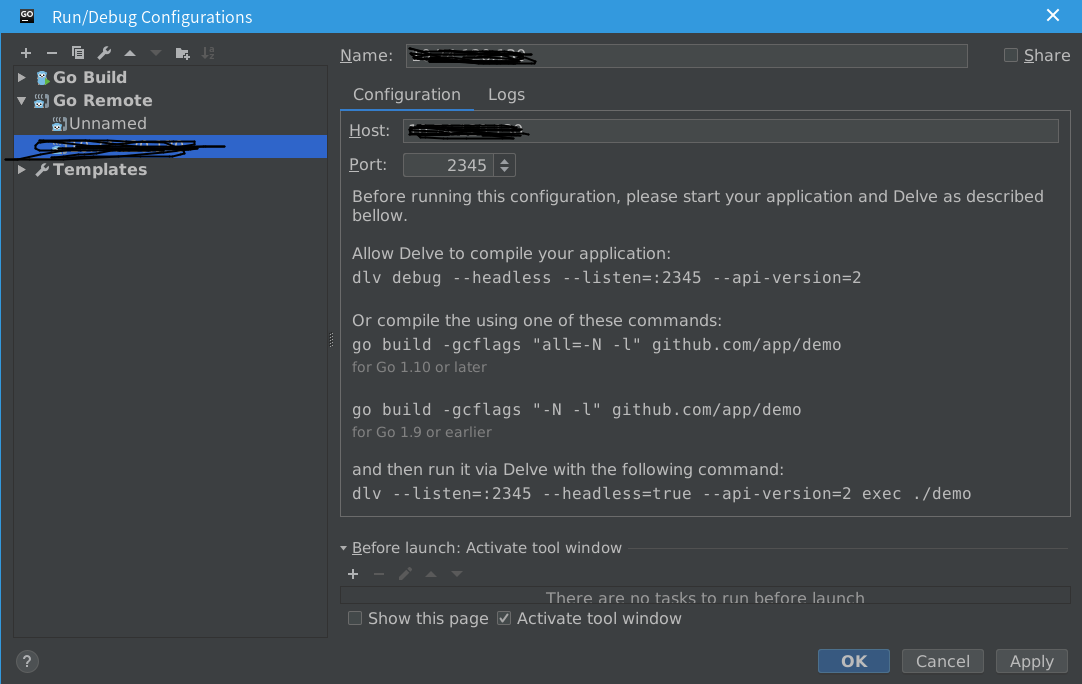 GO Run/Debug Configurations
Name:
Share
Go Build
Go Remote
Unnamed
Templates
Configuration Logs
Host:
Port: 2345
Before running this configuration, please start your application and Delve as described
bellow.
Allow Delve to compile your application:
dlv debug --headless --listen=:2345 --api-version=2
Or compile the using one of these commands:
go build -gcflags "all=-N -l" github.com/app/demo
for Go 1.10 or later
go build -gcflags "-N -l" github.com/app/demo
for Go 1.9 or earlier
and then run it via Delve with the following command:
dlv --listen=:2345 --headless=true --api-version=2 exec ./demo
Before launch: Activate tool window
There are no tasks to run before launch
Show this page Activate tool window
? OK Cancel Apply